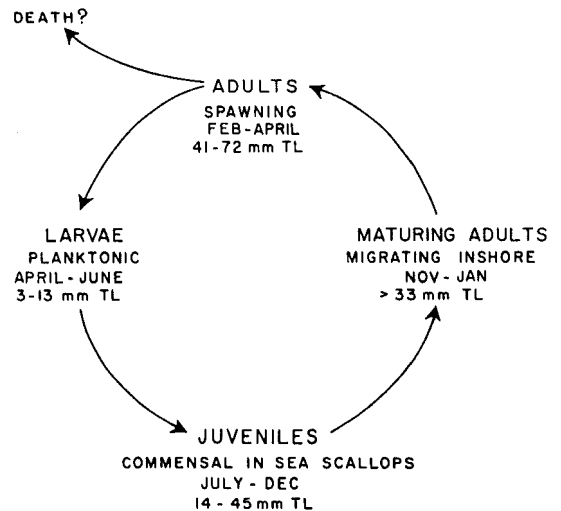 DEATH?
ADULTS
SPAWNING
FEB-APRIL
41-72 mm TL
LARVAE
PLANKTONIC
APRIL-JUNE
3-13 mm TL
MATURING ADULTS
MIGRATING INSHORE
NOV-JAN
> 33 mm TL
JUVENILES
COMMENSAL IN SEA SCALLOPS
JULY - DEC
14 - 45 mm TL